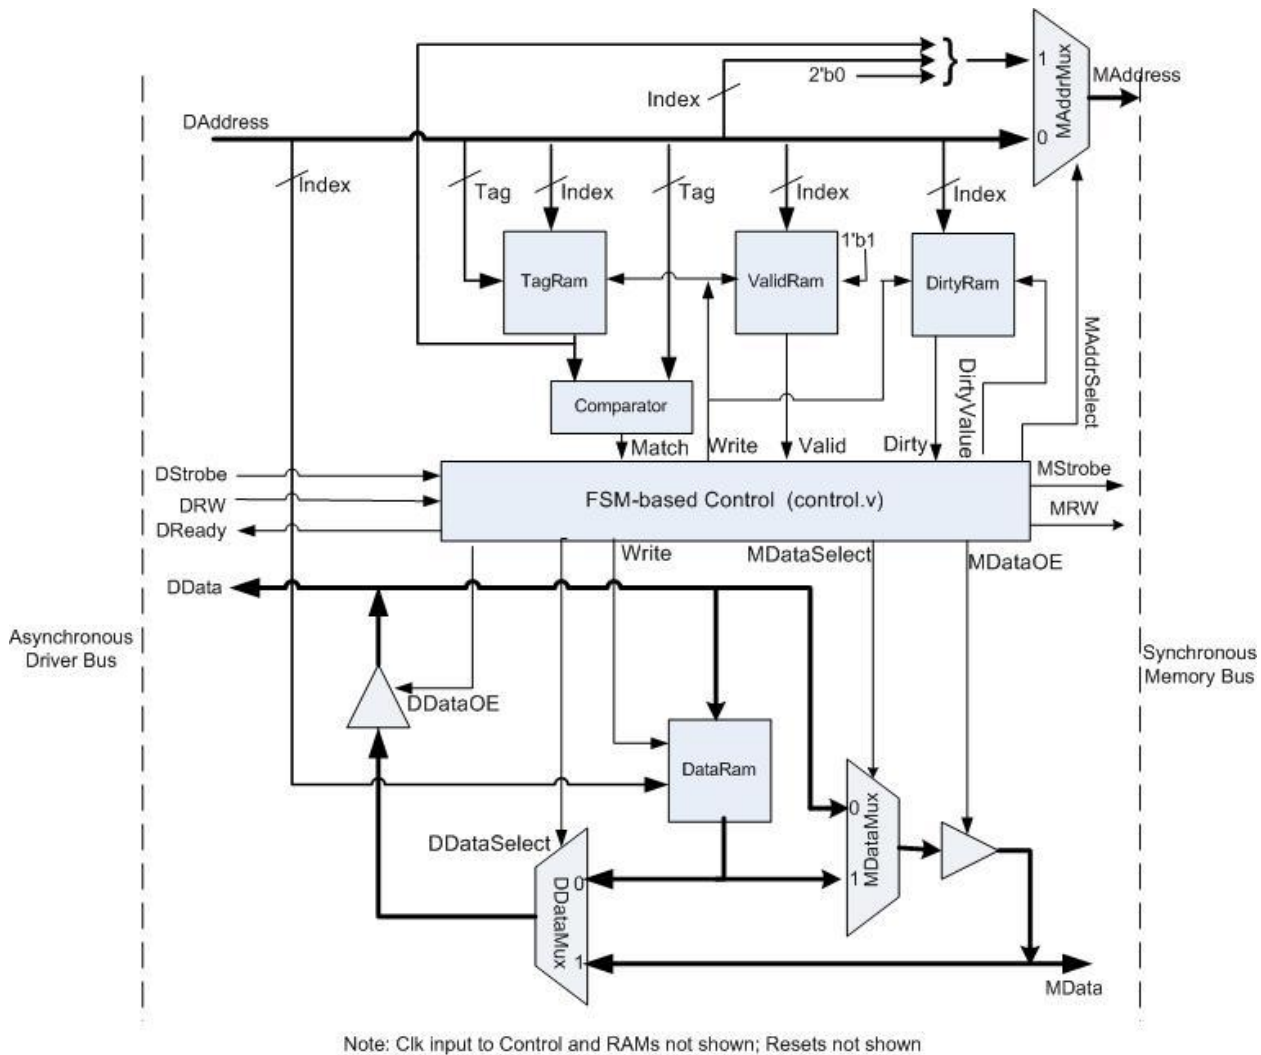 1
MAddrMux
MAddress
2'b0
Index
DAddress
0
Index
Tag
Index
Tag
Index
Index
1'b1
TagRam
ValidRam
DirtyRam
MAddrSelect
DirtyValue
Comparator
Match
Write
Valid
Dirty
DStrobe
MStrobe
DRW
FSM-based Control (control.v)
MRW
DReady
Write
MDataSelect
MDataOE
DData
Asynchronous
Driver Bus
Synchronous
Memory Bus
DDataOE
DataRam
0
MDataMux
1
DDataSelect
0
DDataMux
1
MData
Note: Clk input to Control and RAMs not shown; Resets not shown